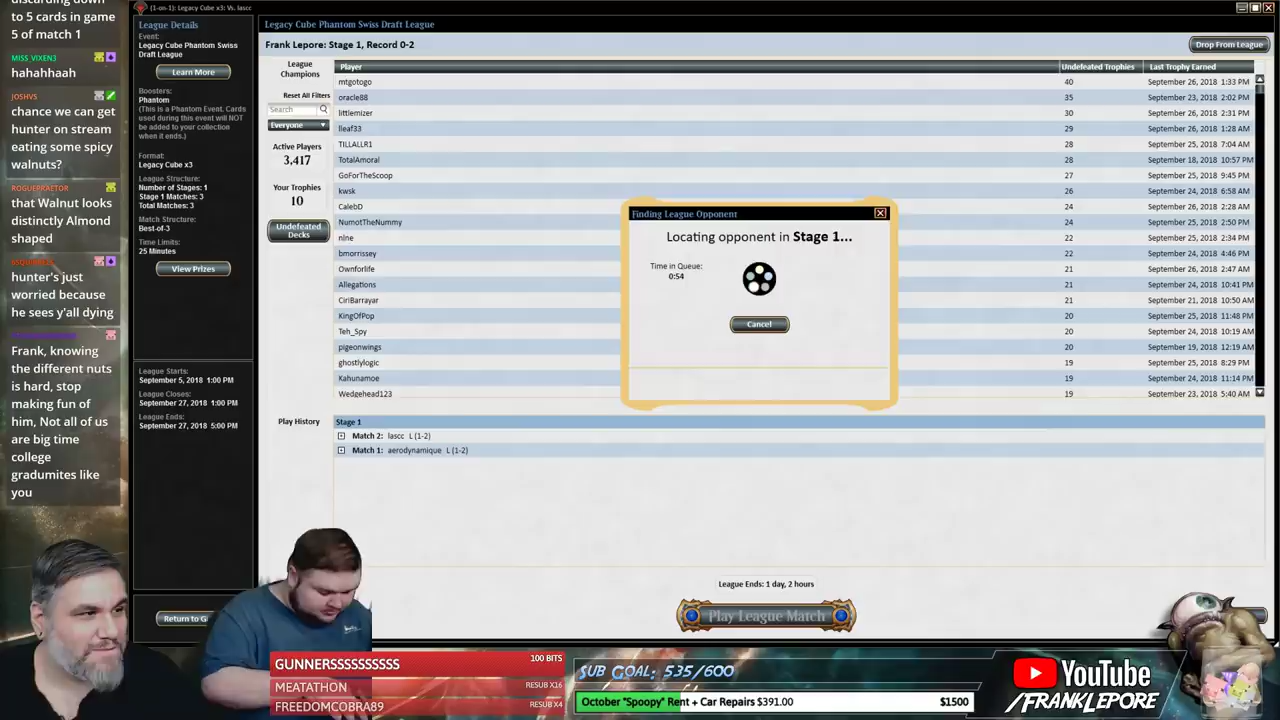 discarding down
to 5 cards in game
5 of match 1
MISS_VIXEN3
hahahhaah
JOSHVS
chance we can get
hunter on stream
eating some spicy
walnuts?
ROGUEPRAETOR
that Walnut looks
distinctly Almond
shaped
hunter's just
worried because
he sees y'all dying
Frank, knowing
the different nuts
is hard, stop
making fun of
him, Not all of us
are big time
college
gradumites like
you
(1-on-1): Legacy Cube x3: Vs. lascc
League Details
Event:
Legacy Cube Phantom Swiss
Draft League
Learn More
Boosters:
Phantom
(This is a Phantom Event. Cards
used during this event will NOT
be added to your collection
when it ends.)
Format:
Legacy Cube x3
League Structure:
Number of Stages: 1
Stage 1 Matches: 3
Total Matches: 3
Match Structure:
Best-of-3
Time Limits:
25 Minutes
View Prizes
League Starts:
September 5, 2018 1:00 PM
League Closes:
September 27, 2018 1:00 PM
League Ends:
September 27, 2018 5:00 PM
Return to Ga
Legacy Cube Phantom Swiss Draft League
Frank Lepore: Stage 1, Record 0-2
Drop From League
League
Champions
Reset All Filters
Search
Everyone
Active Players
3,417
Your Trophies
10
Undefeated
Decks
Player Undefeated Trophies Last Trophy Earned
mtgotogo 40 September 26, 2018 1:33 PM
oracle88 35 September 23, 2018 2:02 PM
littlemizer 30 September 26, 2018 2:31 PM
lleaf33 29 September 26, 2018 1:28 AM
TILLALLR1 28 September 25, 2018 7:04 AM
TotalAmoral 28 September 18, 2018 10:57 PM
GoForTheScoop 27 September 25, 2018 9:45 PM
kwsk 26 September 24, 2018 6:58 AM
CalebD 24 September 26, 2018 2:28 AM
NumotTheNummy 24 September 25, 2018 2:50 PM
nIne 22 September 25, 2018 2:34 PM
bmorrissey 22 September 24, 2018 4:46 PM
Ownforlife 21 September 26, 2018 2:47 AM
Allegations 21 September 24, 2018 10:41 PM
CiriBarrayar 21 September 25, 2018 10:50 AM
KingOfPop 20 September 25, 2018 11:48 PM
Teh_Spy 20 September 24, 2018 10:19 AM
pigeonwings 20 September 19, 2018 12:19 AM
ghostlylogic 19 September 25, 2018 8:29 PM
Kahunamoe 19 September 24, 2018 11:14 PM
Wedgehead123 19 September 23, 2018 5:40 AM
Finding League Opponent
Locating opponent in Stage 1...
Time in Queue:
0:54
Cancel
Play History
Stage 1
Match 2: lascc L (1-2)
Match 1: aerodynamique L (1-2)
League Ends: 1 day, 2 hours
Play League Match
GUNNERSSSSSSSSSS 100 BITS
MEATATHON RESUB X16
FREEDOMCOBRA89 RESUB X4
SUB GOAL: 535/600
October "Spoopy" Rent + Car Repairs $391.00 $1500
YouTube
/FRANKLEPORE